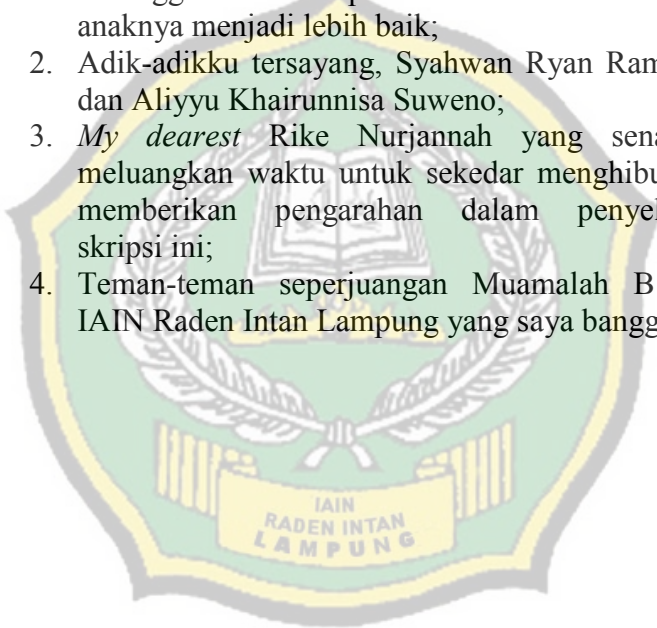 anaknya menjadi lebih baik;
2. Adik-adikku tersayang, Syahwan Ryan
dan Aliyyu Khairunnisa Suweno;
3. My dearest Rike Nurjannah yang
meluangkan waktu untuk sekedar
memberikan pengarahan dalam
skripsi ini;
4. Teman-teman seperjuangan Muamalah B
IAIN Raden Intan Lampung yang saya
IAIN
RADEN INTAN
LAMPUNG